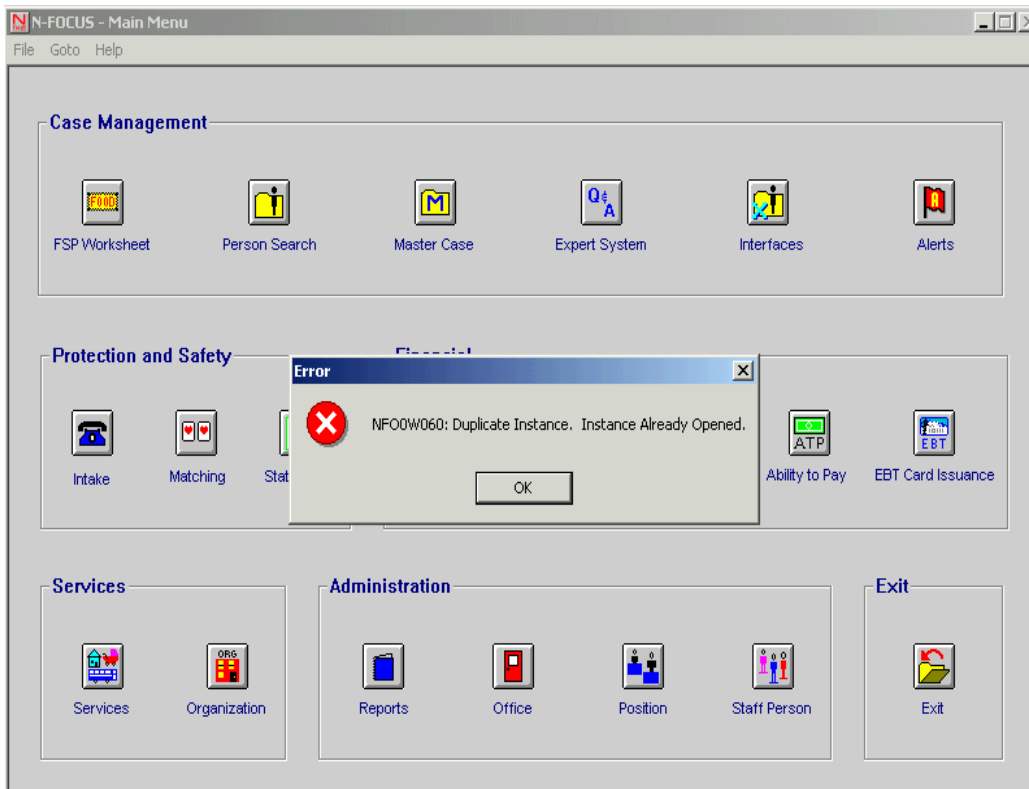 N-FOCUS - Main Menu
File Goto Help
Case Management
FOOD
Q& A
M
FSP Worksheet Person Search Master Case Expert System Interfaces Alerts
Protection and Safety Financial
Error
NFO0W060: Duplicate Instance. Instance Already Opened.
OK
ATP
EBT
Intake Matching Stat Ability to Pay EBT Card Issuance
Services Administration Exit
ORG
Services Organization Reports Office Position Staff Person Exit